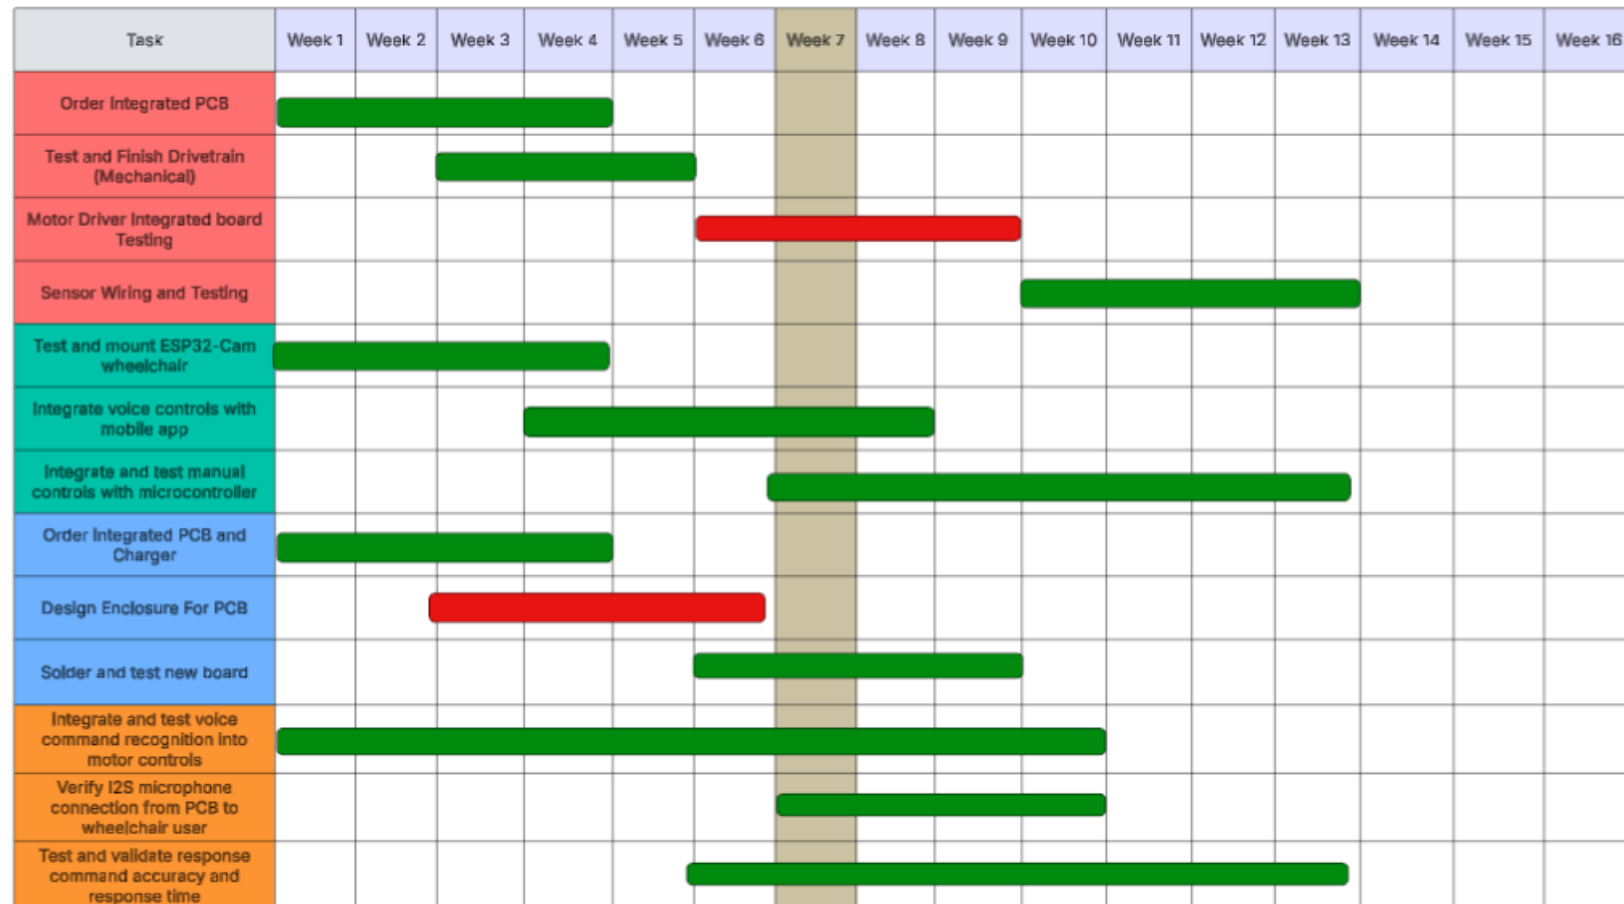 Task
Week 1
Week 2
Week 3
Week 4
Week 5
Week 6
Week 7
Week 8
Week 9
Week 10
Week 11
Week 12
Week 13
Week 14
Week 15
Week 16
Order Integrated PCB
Test and Finish Drivetrain
(Mechanical)
Motor Driver Integrated board
Testing
Sensor Wiring and Testing
Test and mount ESP32-Cam
wheelchair
Integrate voice controls with
mobile app
Integrate and test manual
controls with microcontroller
Order Integrated PCB and
Charger
Design Enclosure For PCB
Solder and test new board
Integrate and test voice
command recognition into
motor controls
Verify I2S microphone
connection from PCB to
wheelchair user
Test and validate response
command accuracy and
response time